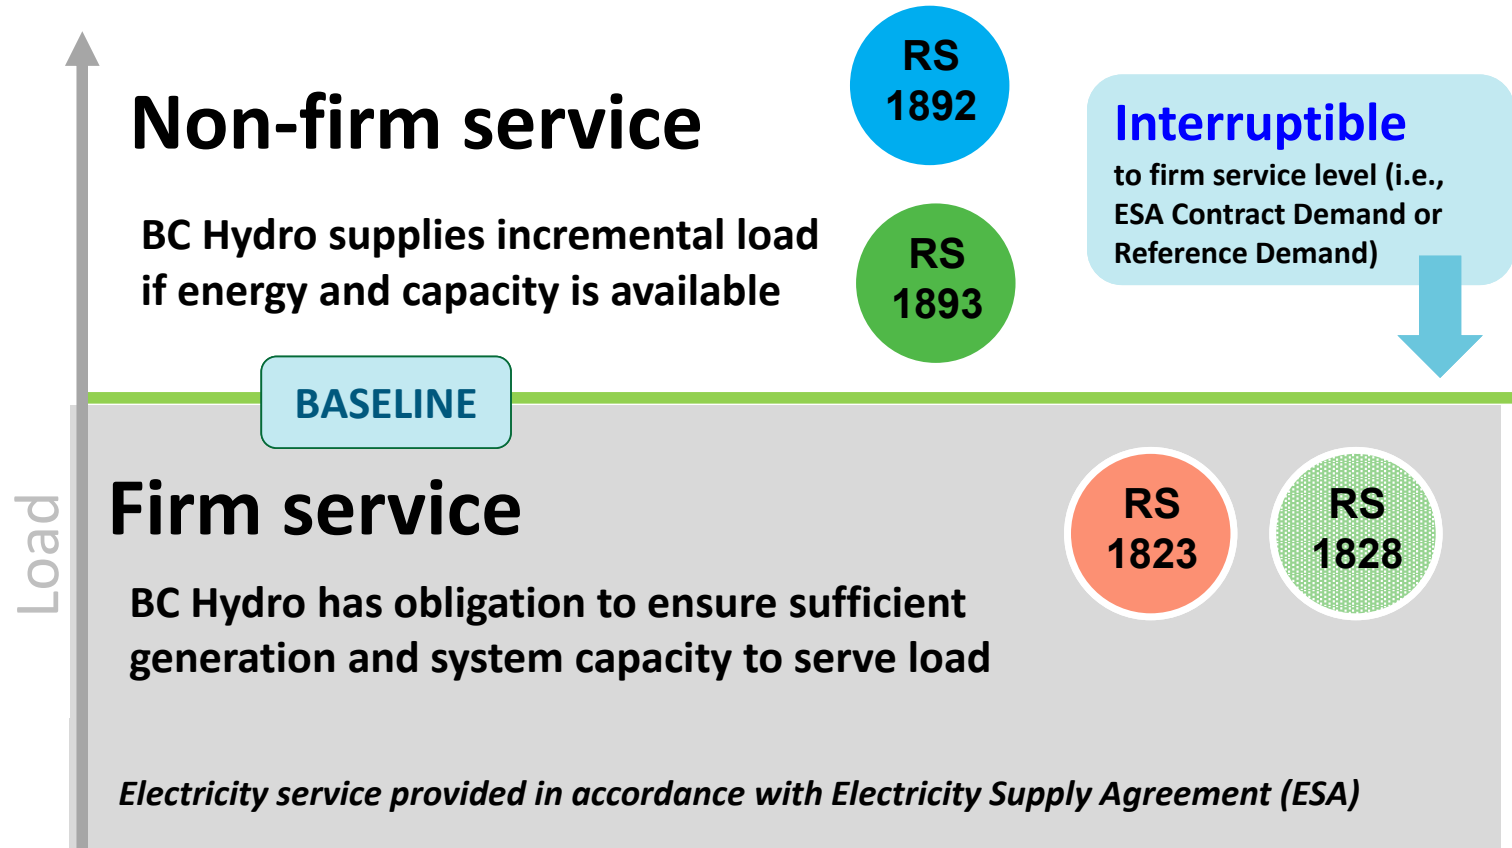 Non-firm service
BC Hydro supplies incremental load
if energy and capacity is available
RS
1892
RS
1893
Interruptible
to firm service level (i.e.,
ESA Contract Demand or
Reference Demand)
BASELINE
Load
Firm service
BC Hydro has obligation to ensure sufficient
generation and system capacity to serve load
RS
1823
RS
1828
Electricity service provided in accordance with Electricity Supply Agreement (ESA)